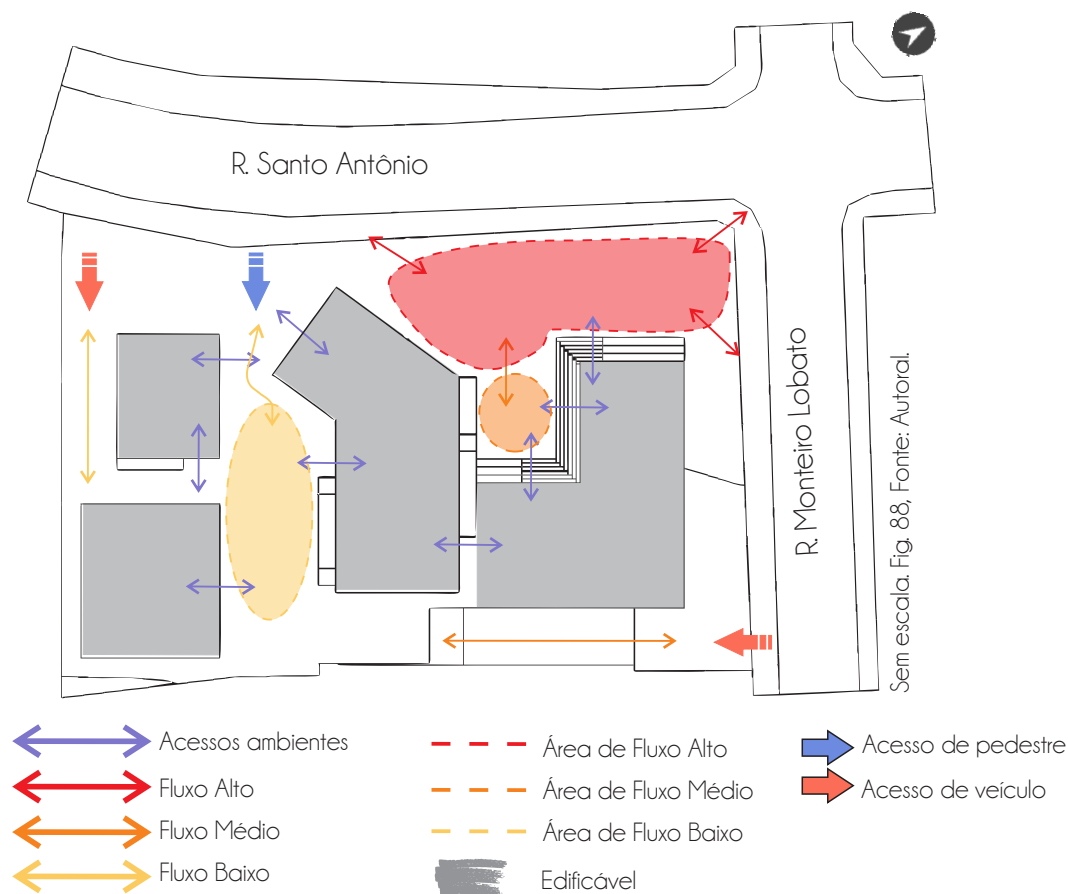 R. Santo Antônio
R. Monteiro Lobato
Sem escala. Fig. 88, Fonte: Autoral.
Acessos ambientes
Fluxo Alto
Fluxo Médio
Fluxo Baixo
Área de Fluxo Alto
Área de Fluxo Médio
Área de Fluxo Baixo
Edificável
Acesso de pedestre
Acesso de veículo